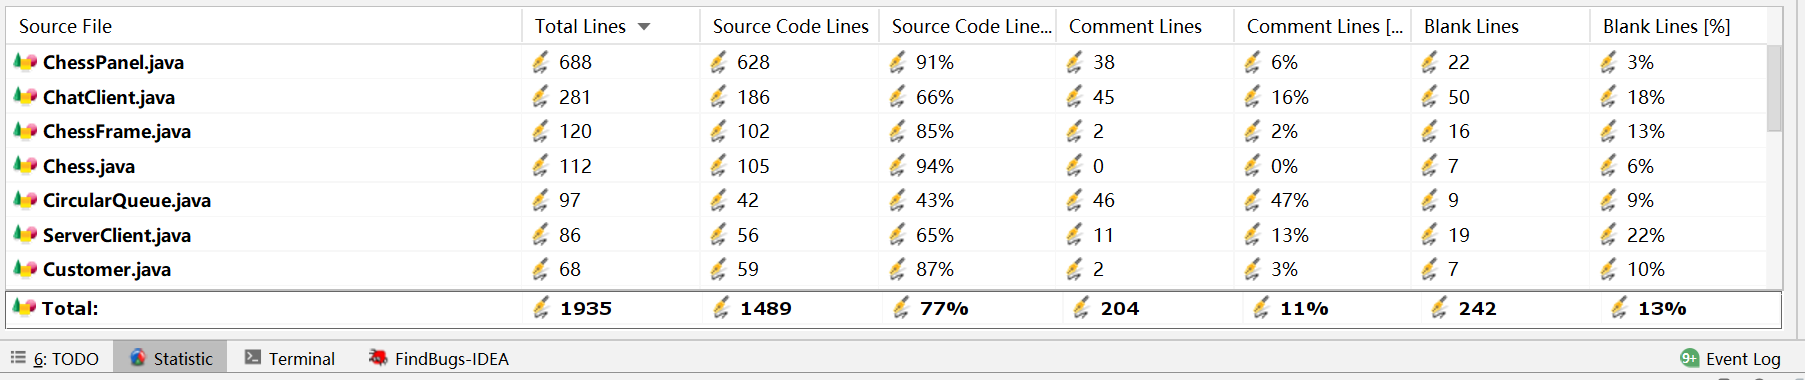 Source File Total Lines Source Code Lines Source Code Line... Comment Lines Comment Lines [... Blank Lines Blank Lines [%]
ChessPanel.java 688 628 91% 38 6% 22 3%
ChatClient.java 281 186 66% 45 16% 50 18%
ChessFrame.java 120 102 85% 2 2% 16 13%
Chess.java 112 105 94% 0 0% 7 6%
CircularQueue.java 97 42 43% 46 47% 9 9%
ServerClient.java 86 56 65% 11 13% 19 22%
Customer.java 68 59 87% 2 3% 7 10%
Total: 1935 1489 77% 204 11% 242 13%
6: TODO Statistic Terminal FindBugs-IDEA 9+ Event Log